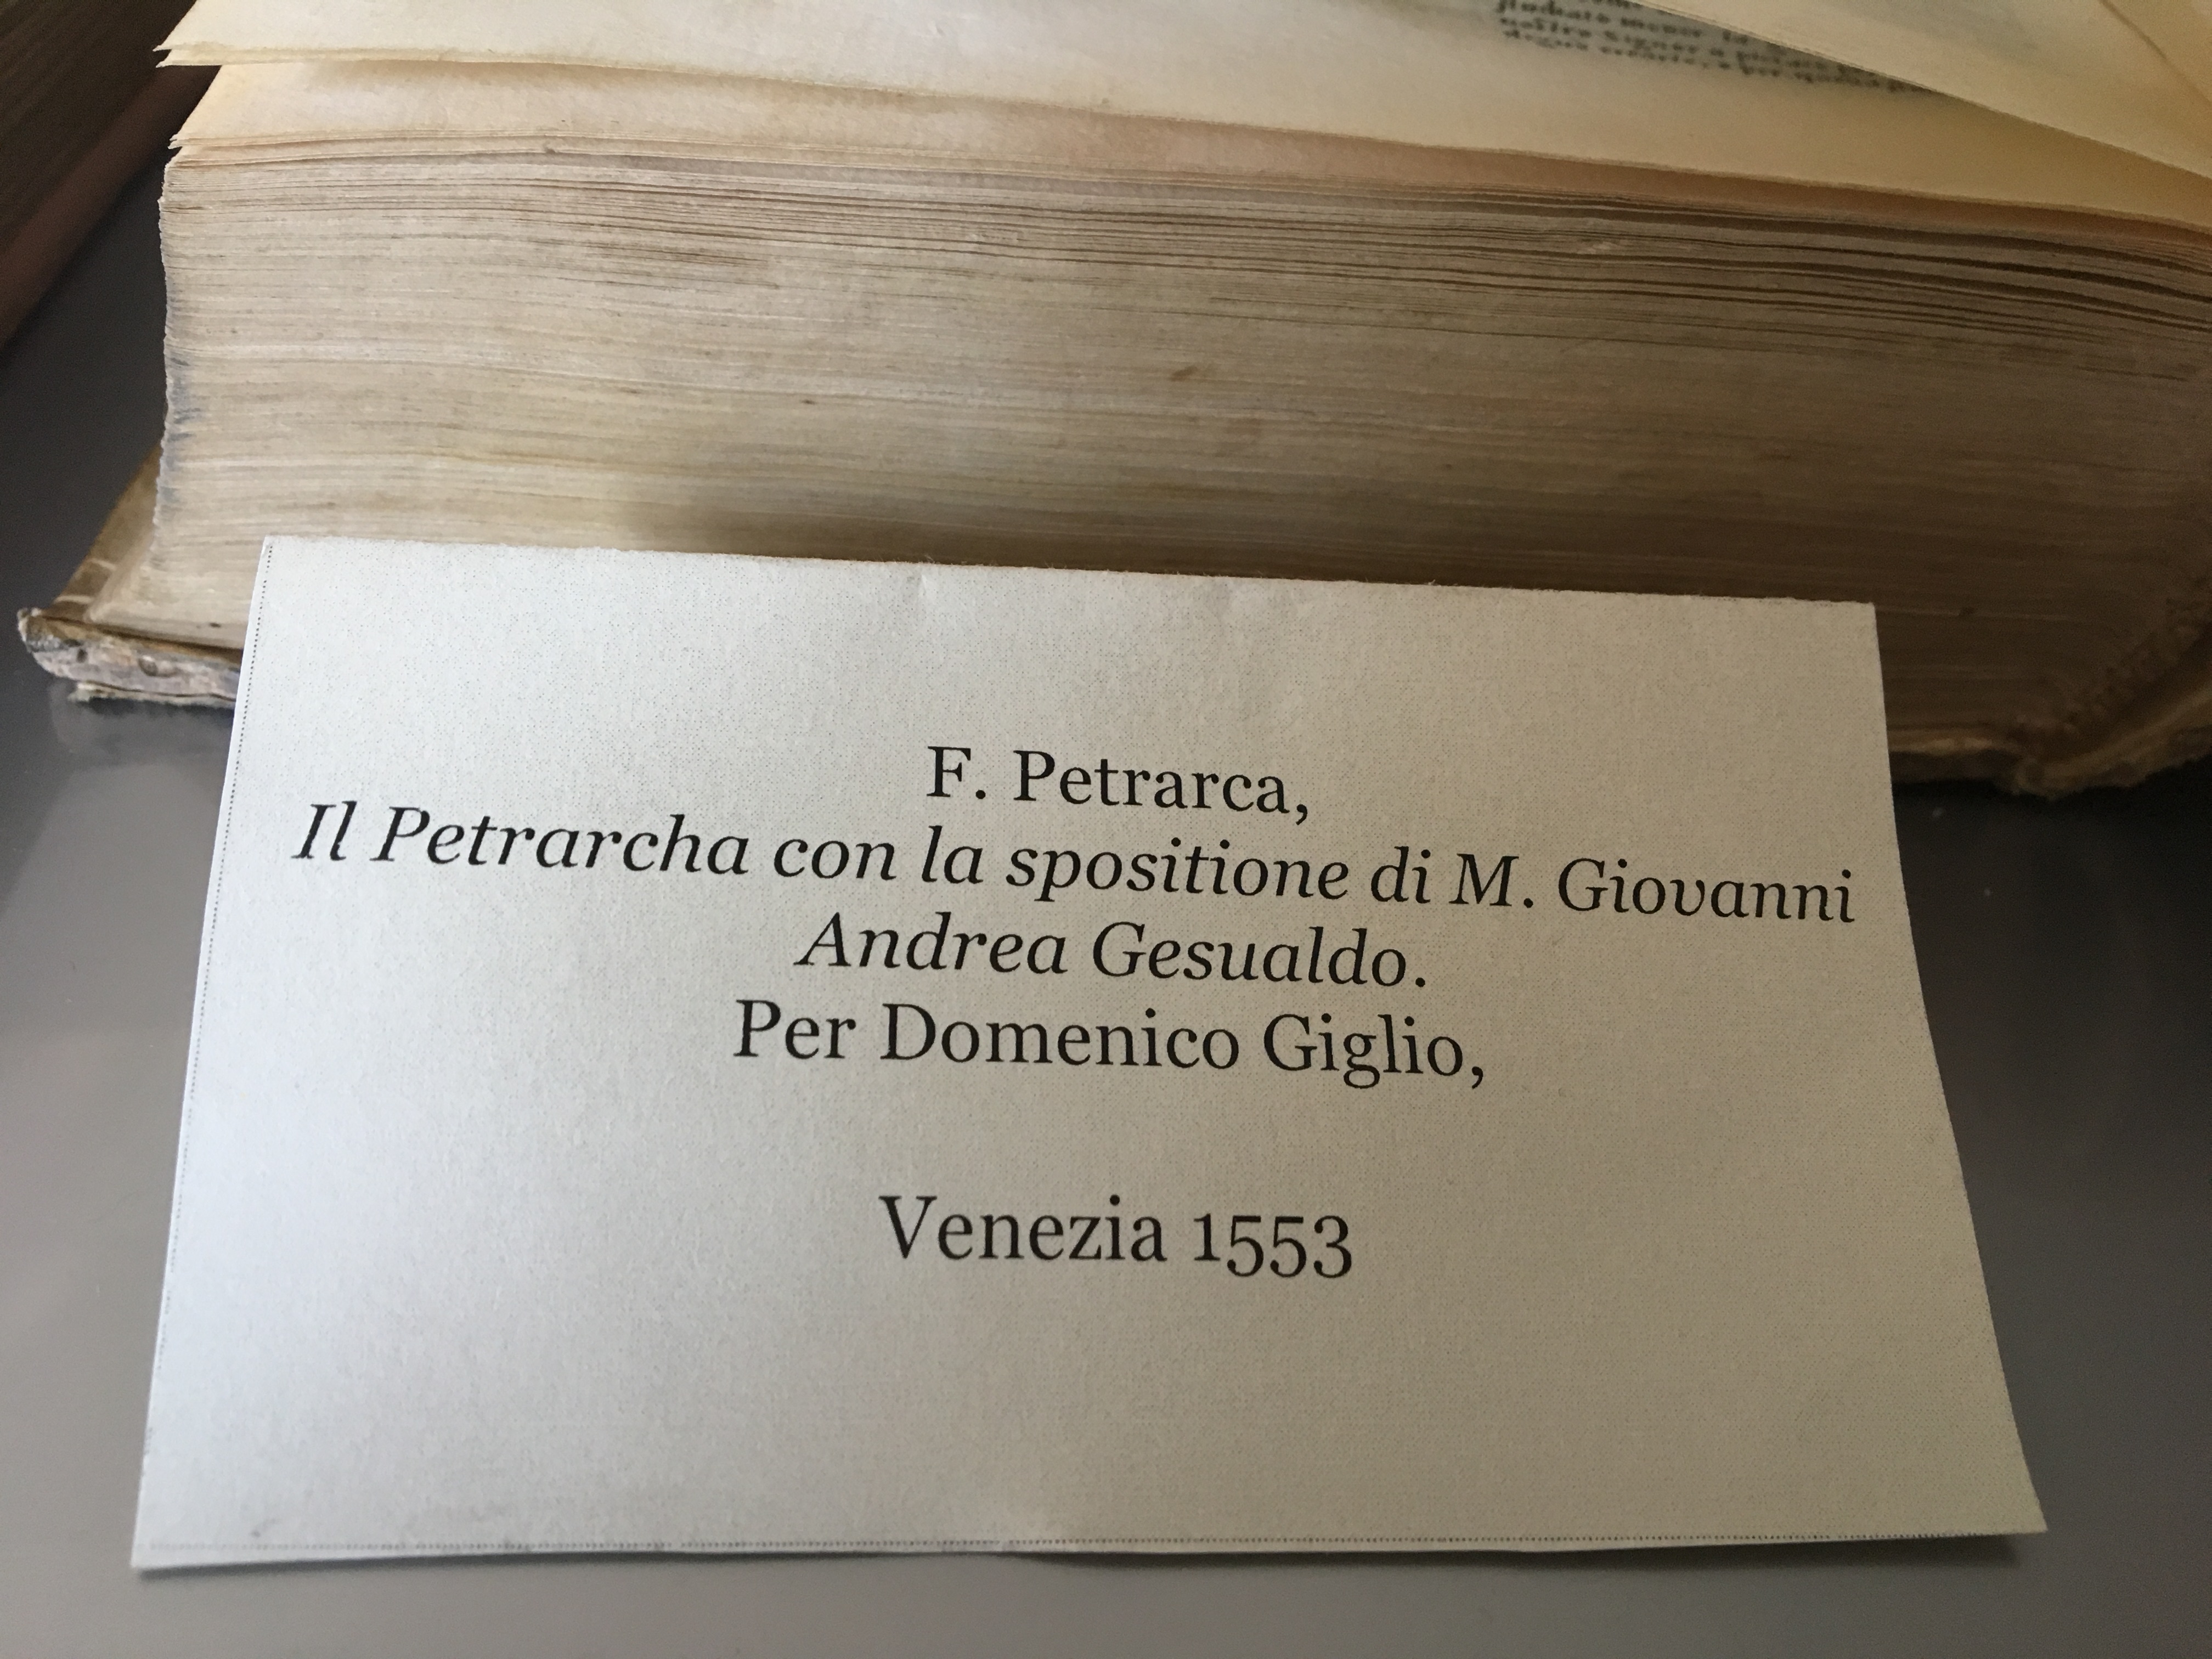 F. Petrarca,
Il Petrarcha con la spositione di M. Giovanni
Andrea Gesualdo.
Per Domenico Giglio,
Venezia 1553